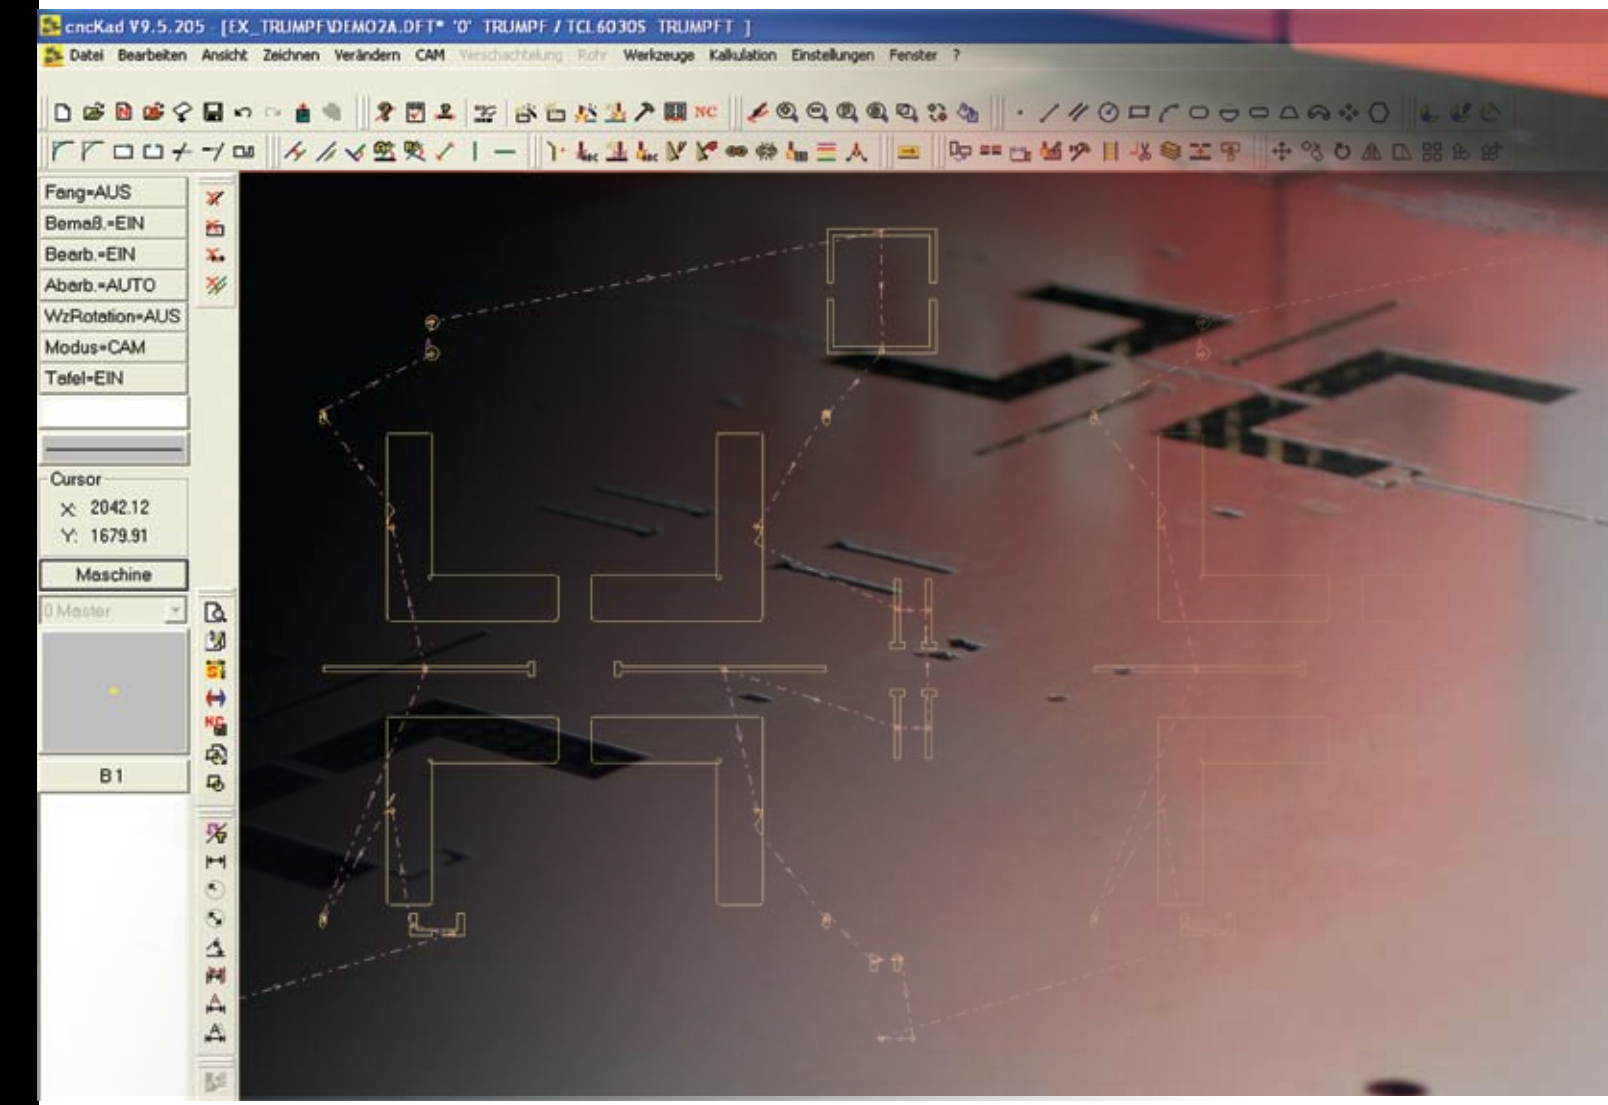 cncKad V9.5.205 - [EX_TRUMPF\DEMO2A.DFT* '0' TRUMPF / TCL6030S TRUMPFT ]
Datei Bearbeiten Ansicht Zeichnen Verändern CAM Verschachtelung Rohr Werkzeuge Kalkulation Einstellungen Fenster ?
NC
Fang=AUS
Bemaß.=EIN
Bearb.=EIN
Abarb.=AUTO
WzRotation=AUS
Modus=CAM
Tafel=EIN
Cursor
X: 2042.12
Y: 1679.91
Maschine
0 Master
NC
B1